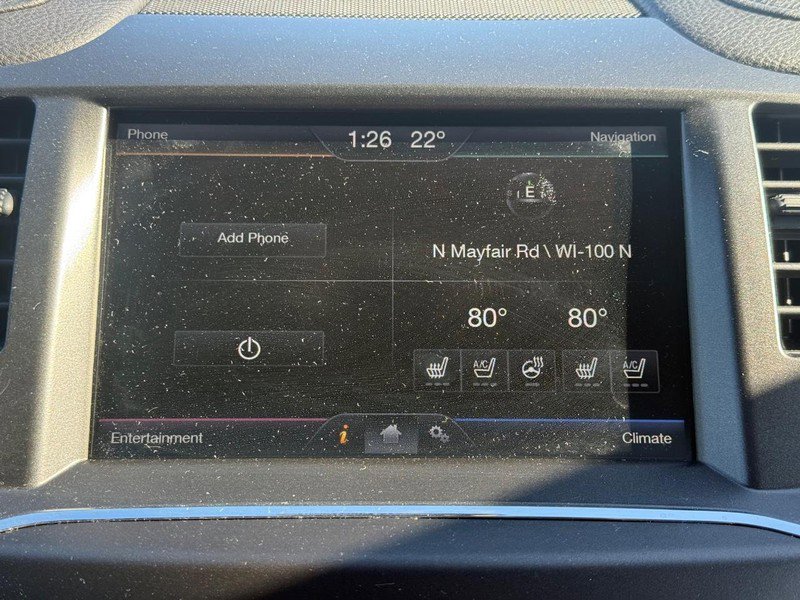 Phone
1:26 22°
Navigation
E
Add Phone
N Mayfair Rd \ WI-100 N
80° 80°
A/C A/C
Entertainment
i
Climate